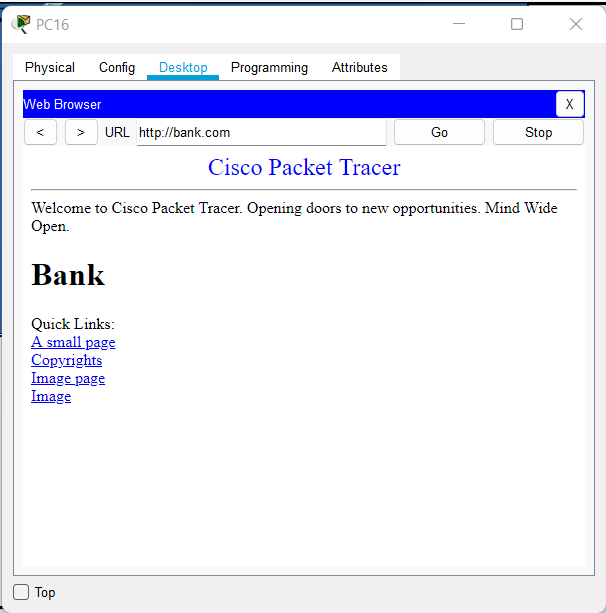 PC16
Physical Config Desktop Programming Attributes
Web Browser X
< > URL http://bank.com Go Stop
Cisco Packet Tracer
Welcome to Cisco Packet Tracer. Opening doors to new opportunities. Mind Wide
Open.
Bank
Quick Links:
A small page
Copyrights
Image page
Image
Top